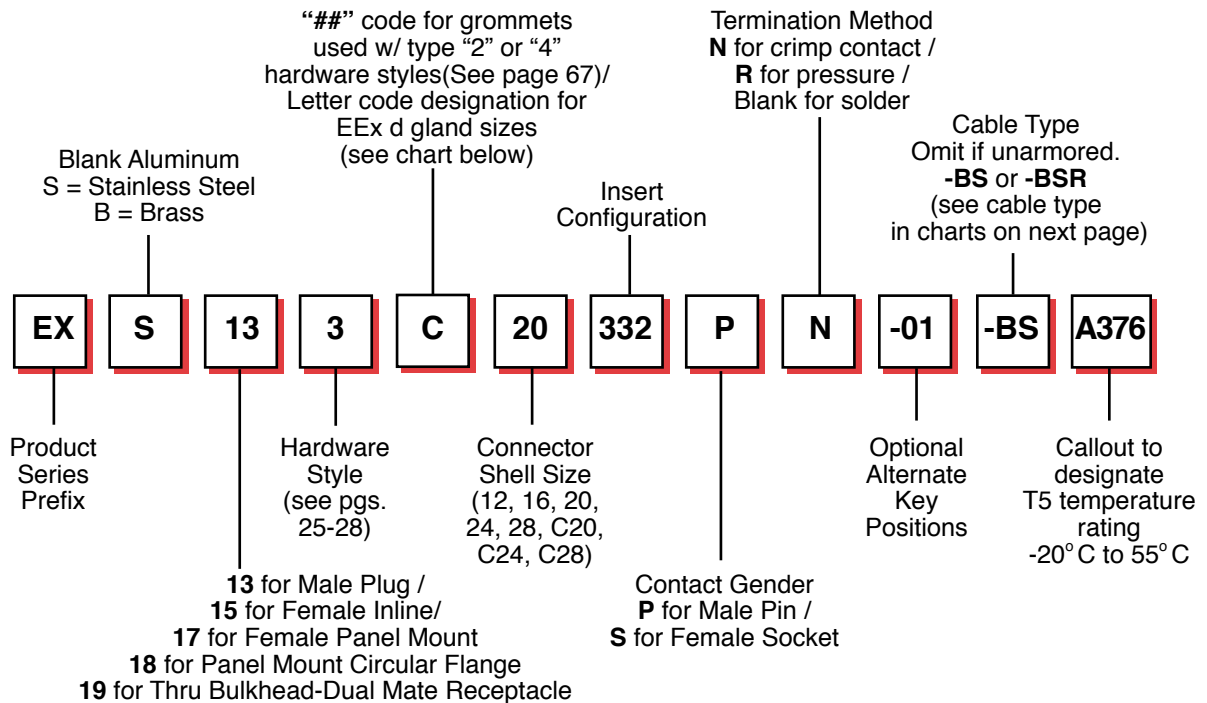 “##” code for grommets
used w/ type “2” or “4”
hardware styles(See page 67)/
Letter code designation for
EEx d gland sizes
(see chart below)
Termination Method
N for crimp contact /
R for pressure /
Blank for solder
Cable Type
Omit if unarmored.
-BS or -BSR
(see cable type
in charts on next page)
Blank Aluminum
S = Stainless Steel
B = Brass
Insert
Configuration
EX S 13 3 C 20 332 P N -01 -BS A376
Product
Series
Prefix
Hardware
Style
(see pgs.
25-28)
Connector
Shell Size
(12, 16, 20,
24, 28, C20,
C24, C28)
Optional
Alternate
Key
Positions
Callout to
designate
T5 temperature
rating
-20° C to 55° C
13 for Male Plug /
15 for Female Inline/
17 for Female Panel Mount
18 for Panel Mount Circular Flange
19 for Thru Bulkhead-Dual Mate Receptacle
Contact Gender
P for Male Pin /
S for Female Socket